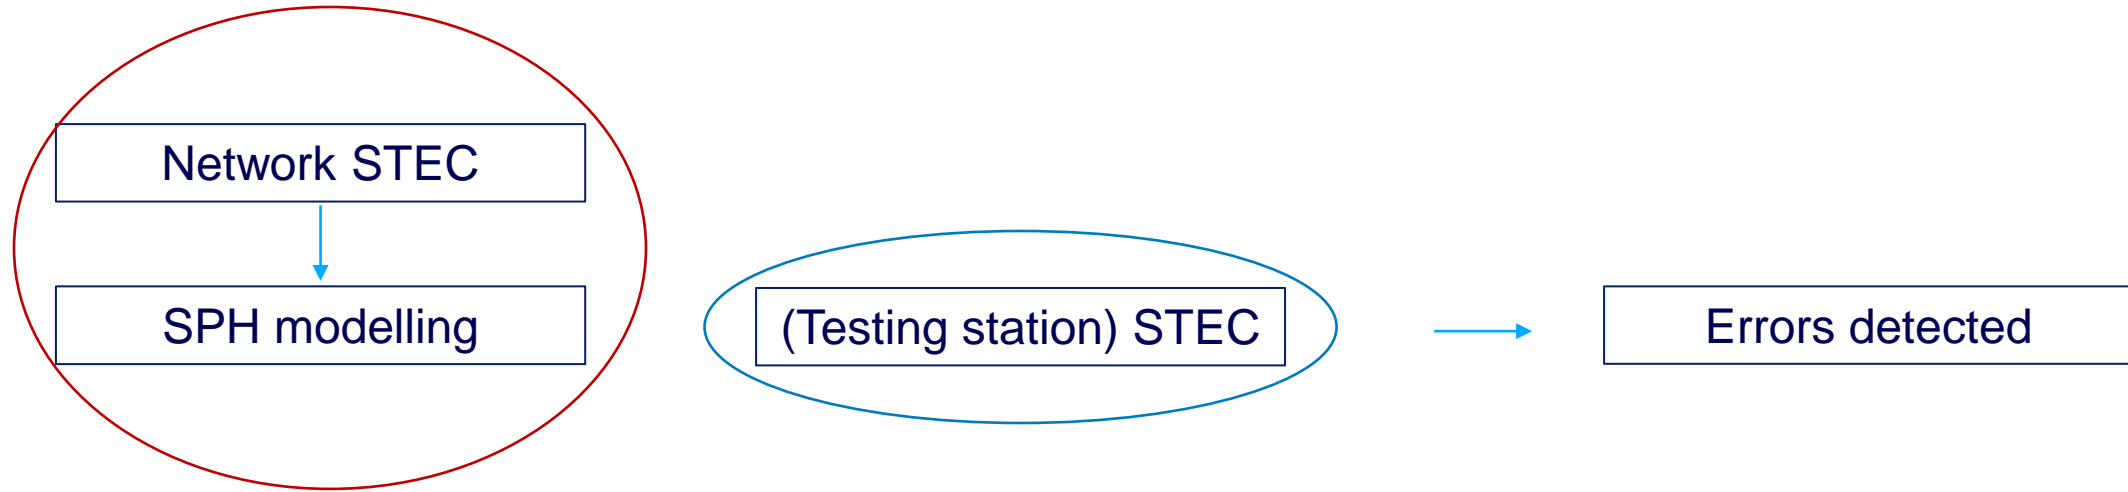 Network STEC
SPH modelling
(Testing station) STEC
Errors detected